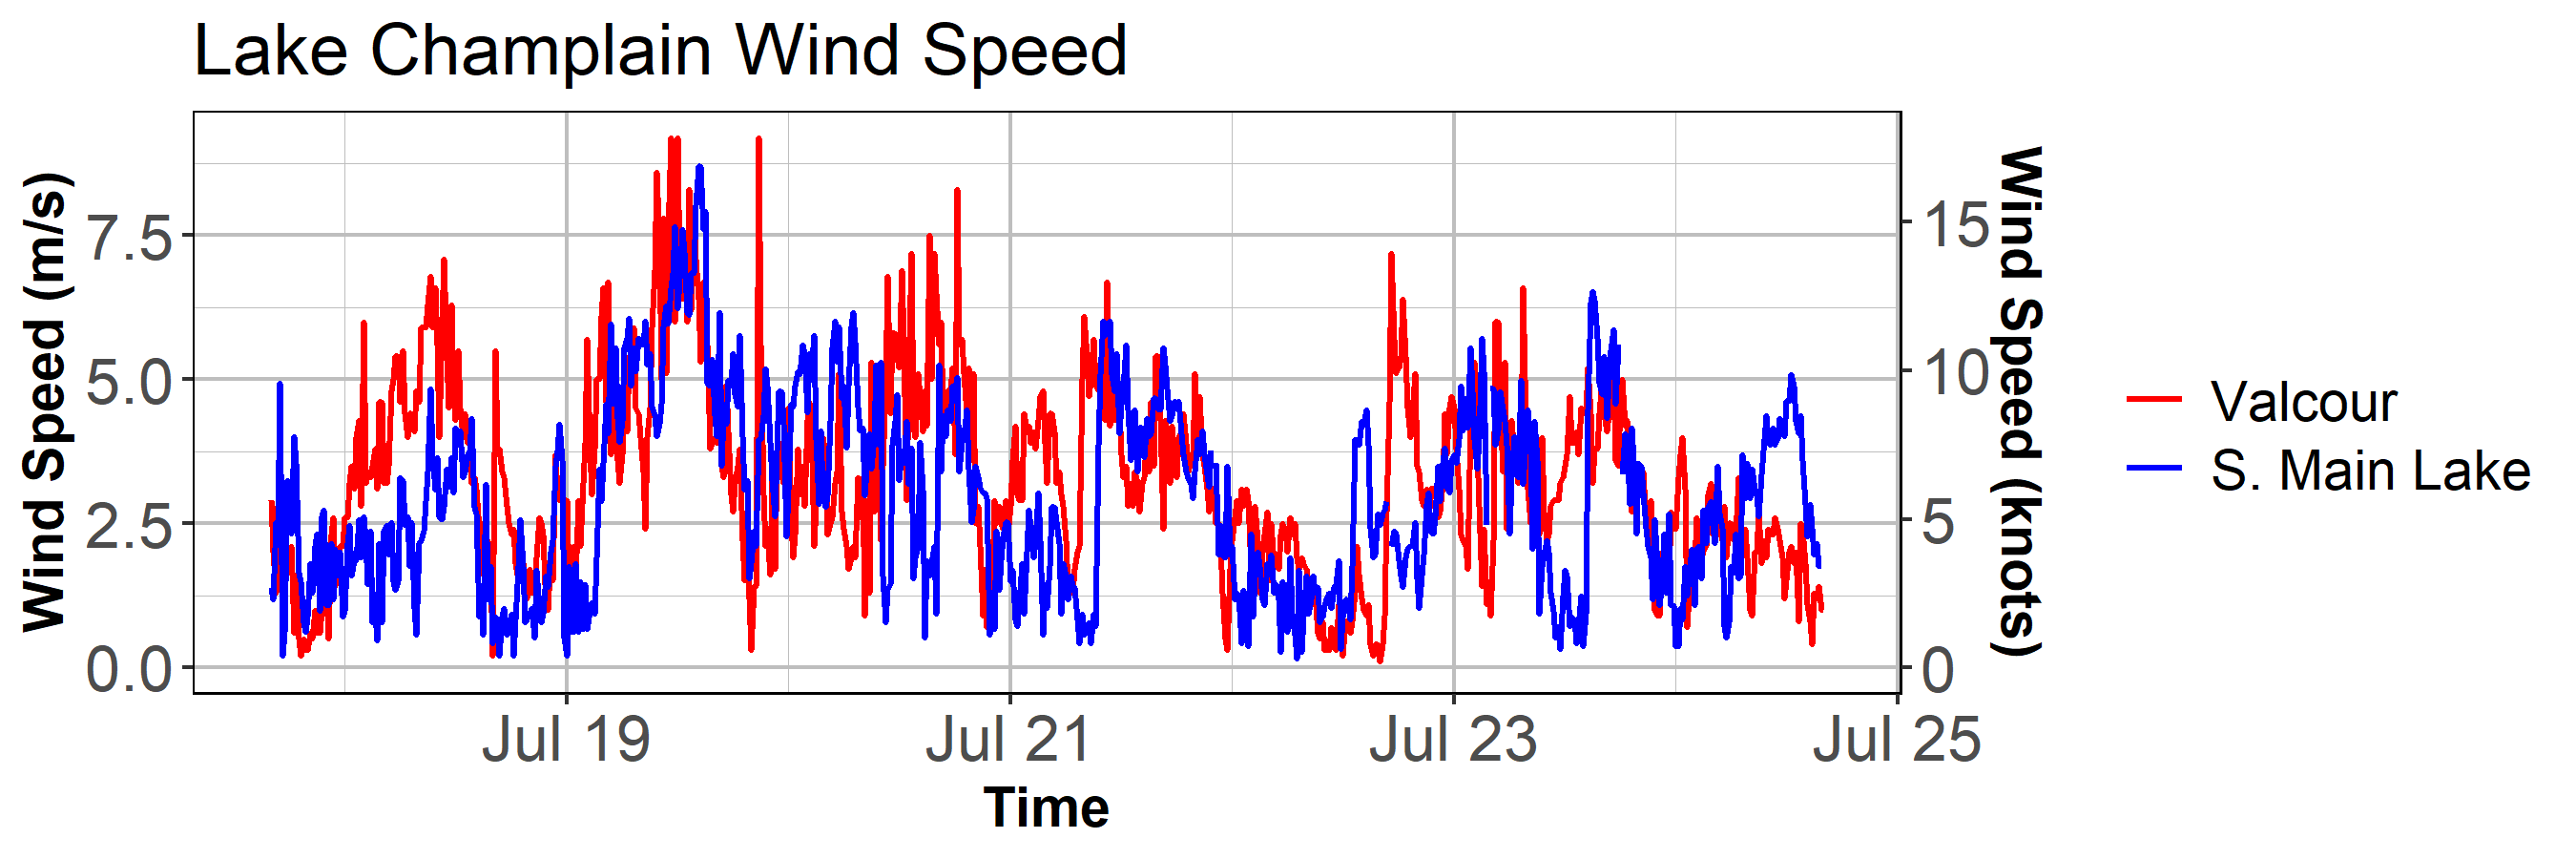 Lake Champlain Wind Speed
Wind Speed (m/s)
7.5
5.0
2.5
0.0
15
10
5
0
Wind Speed (knots)
Jul 19
Jul 21
Jul 23
Jul 25
Time
Valcour
S. Main Lake